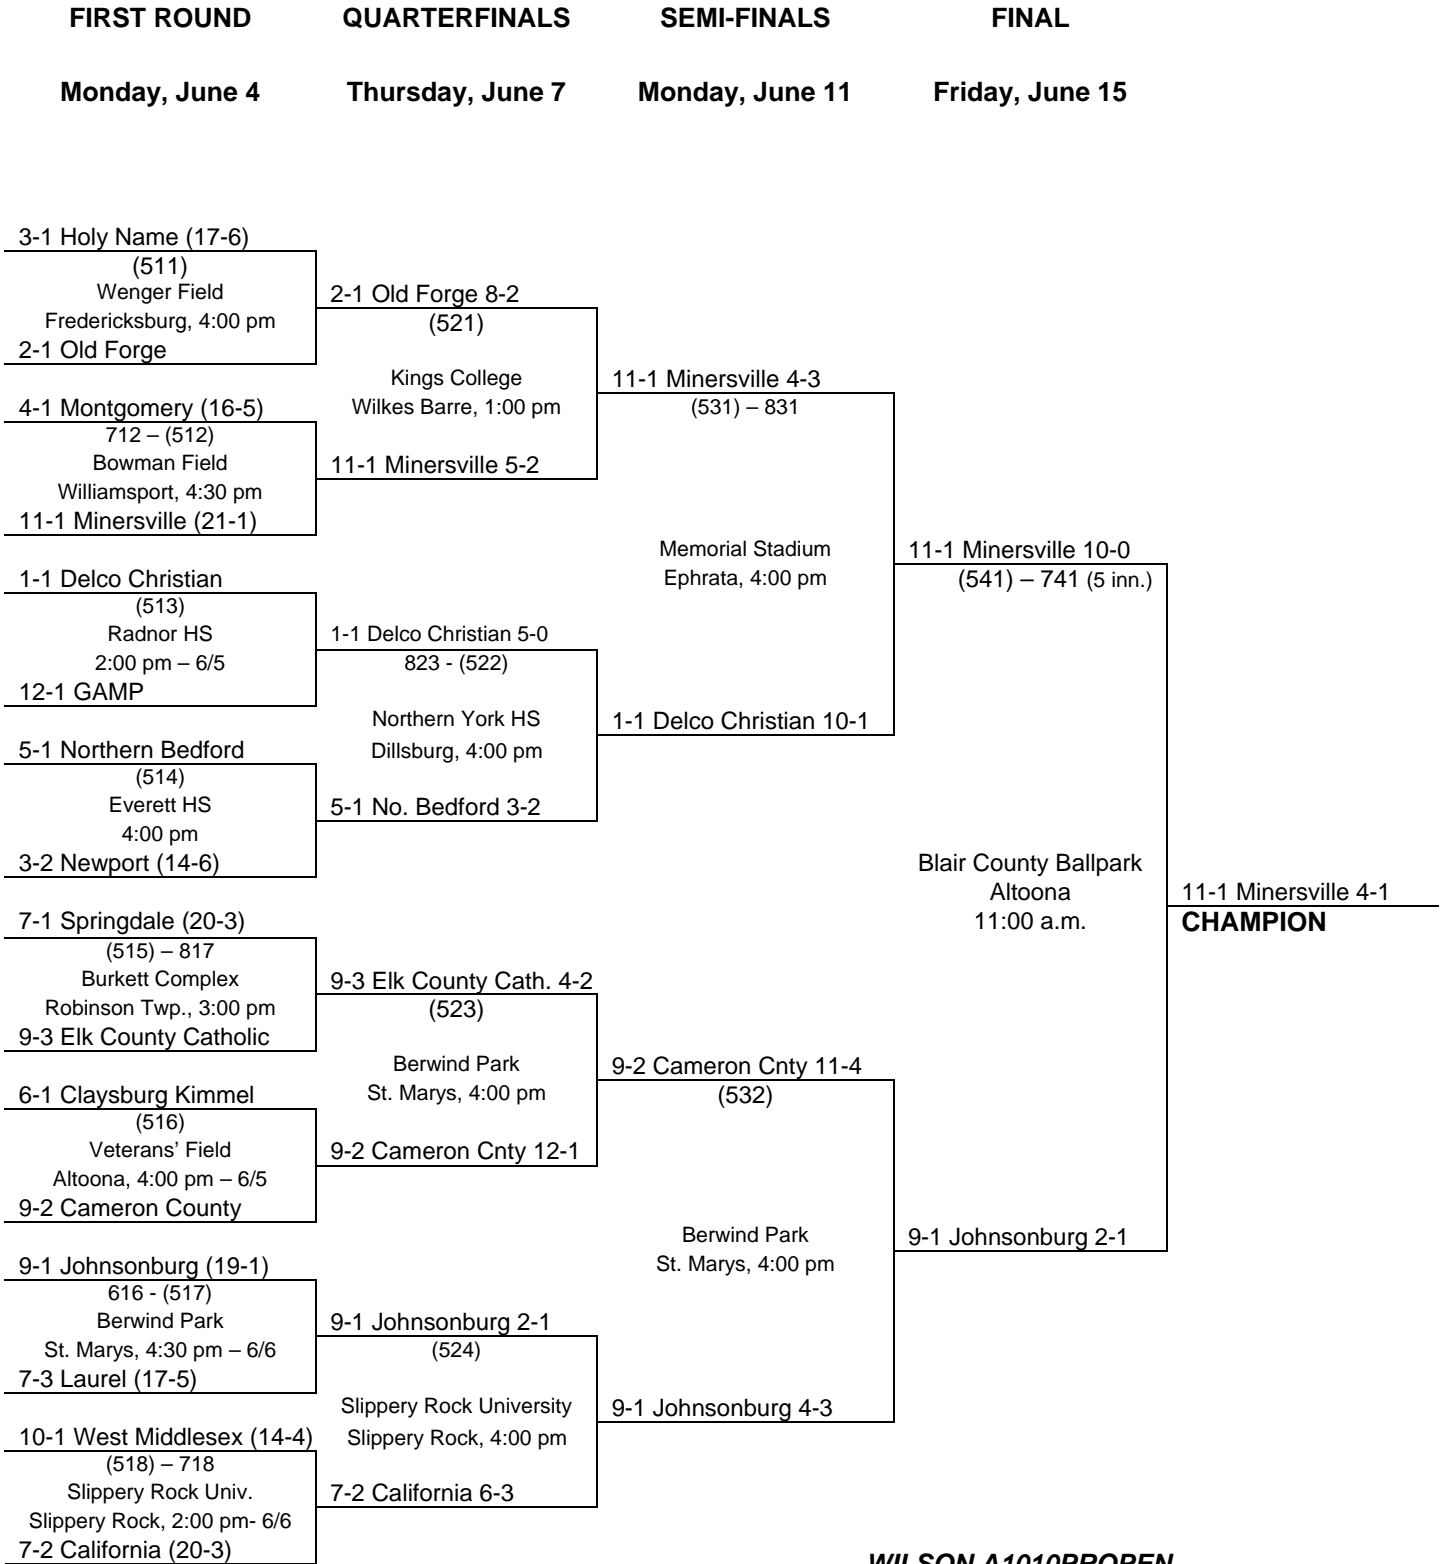 FIRST ROUND
QUARTERFINALS
SEMI-FINALS
FINAL
Monday, June 4
Thursday, June 7
Monday, June 11
Friday, June 15
3-1 Holy Name (17-6)
(511)
Wenger Field
Fredericksburg, 4:00 pm
2-1 Old Forge
4-1 Montgomery (16-5)
712 – (512)
Bowman Field
Williamsport, 4:30 pm
11-1 Minersville (21-1)
1-1 Delco Christian
(513)
Radnor HS
2:00 pm – 6/5
12-1 GAMP
5-1 Northern Bedford
(514)
Everett HS
4:00 pm
3-2 Newport (14-6)
7-1 Springdale (20-3)
(515) – 817
Burkett Complex
Robinson Twp., 3:00 pm
9-3 Elk County Catholic
6-1 Claysburg Kimmel
(516)
Veterans’ Field
Altoona, 4:00 pm – 6/5
9-2 Cameron County
9-1 Johnsonburg (19-1)
616 - (517)
Berwind Park
St. Marys, 4:30 pm – 6/6
7-3 Laurel (17-5)
10-1 West Middlesex (14-4)
(518) – 718
Slippery Rock Univ.
Slippery Rock, 2:00 pm- 6/6
7-2 California (20-3)
2-1 Old Forge 8-2
(521)
Kings College
Wilkes Barre, 1:00 pm
11-1 Minersville 5-2
1-1 Delco Christian 5-0
823 - (522)
Northern York HS
Dillsburg, 4:00 pm
5-1 No. Bedford 3-2
9-3 Elk County Cath. 4-2
(523)
Berwind Park
St. Marys, 4:00 pm
9-2 Cameron Cnty 12-1
9-1 Johnsonburg 2-1
(524)
Slippery Rock University
Slippery Rock, 4:00 pm
7-2 California 6-3
11-1 Minersville 4-3
(531) – 831
Memorial Stadium
Ephrata, 4:00 pm
1-1 Delco Christian 10-1
9-2 Cameron Cnty 11-4
(532)
Berwind Park
St. Marys, 4:00 pm
9-1 Johnsonburg 4-3
11-1 Minersville 10-0
(541) – 741 (5 inn.)
Blair County Ballpark
Altoona
11:00 a.m.
9-1 Johnsonburg 2-1
11-1 Minersville 4-1
CHAMPION
WILSON A1010PROPEN